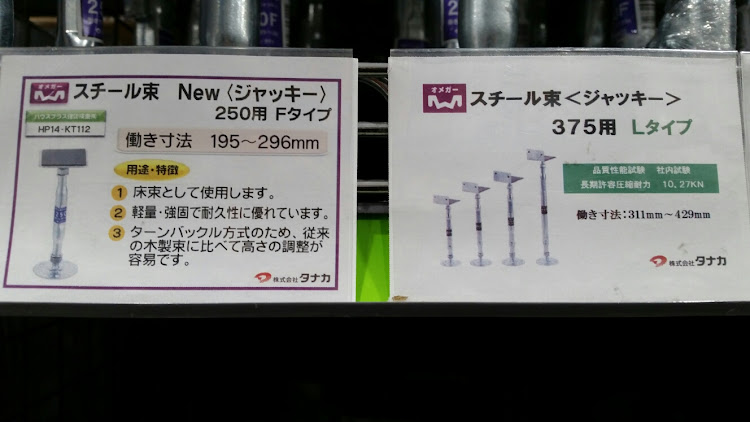 オメガー
スチール束 New〈ジャッキー〉
250用 Fタイプ
HP14-KT112
働き寸法 195～296mm
用途・特徴
1 床束として使用します。
2 軽量・強固で耐久性に優れています。
3 ターンバックル方式のため、従来
の木製束に比べて高さの調整が
容易です。
株式会社タナカ
オメガー
スチール束＜ジャッキー＞
375用 Lタイプ
品質性能試験 社内試験
長期許容圧縮耐力 10,27KN
働き寸法：311mm～429mm
株式会社タナカ